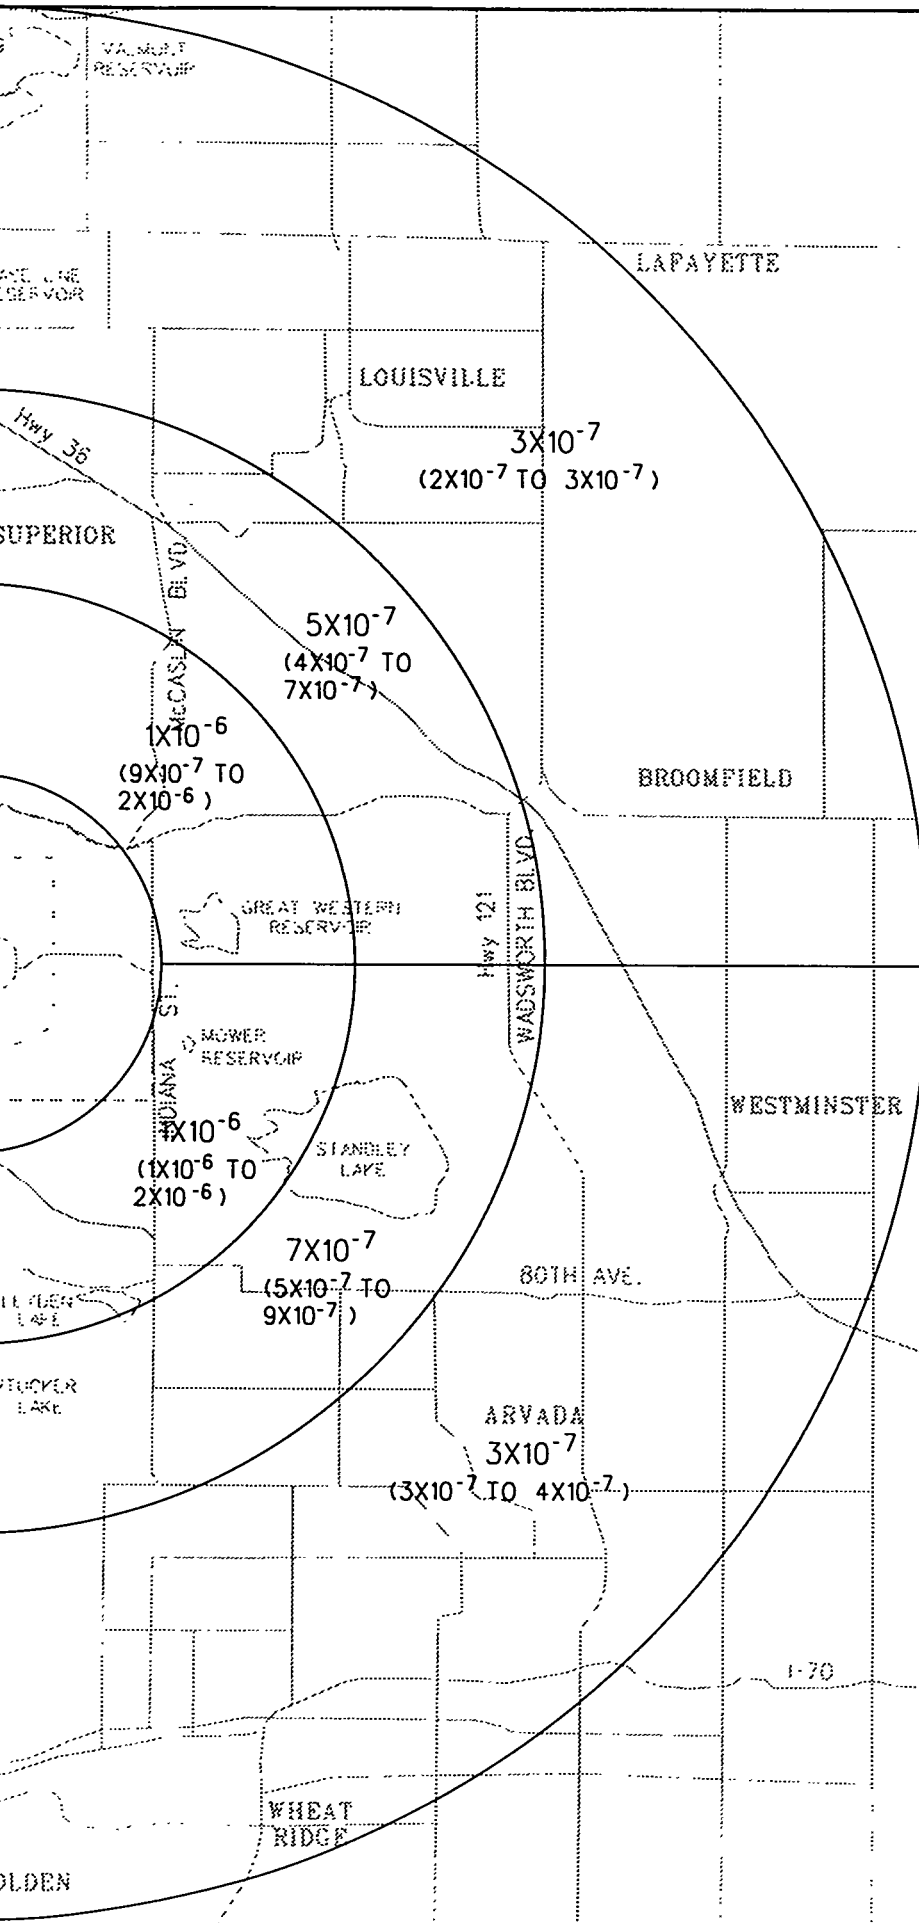 VALMONT
RESERVOIR
LAFAYETTE
LOUISVILLE
Hwy 36
3X10⁻⁷
(2X10⁻⁷ TO 3X10⁻⁷)
SUPERIOR
McCASLIN BLVD
5X10⁻⁷
(4X10⁻⁷ TO
7X10⁻⁷)
1X10⁻⁶
(9X10⁻⁷ TO
2X10⁻⁶)
BROOMFIELD
GREAT WESTERN
RESERVOIR
Hwy 121
WADSWORTH BLVD.
ST.
MOWER
RESERVOIR
WESTMINSTER
1X10⁻⁶
(1X10⁻⁶ TO
2X10⁻⁶)
STANDLEY
LAKE
7X10⁻⁷
(5X10⁻⁷ TO
9X10⁻⁷)
80TH AVE.
LEYDEN
LAKE
TUCKER
LAKE
ARVADA
3X10⁻⁷
(3X10⁻⁷ TO 4X10⁻⁷)
I-70
WHEAT
RIDGE
OLDEN